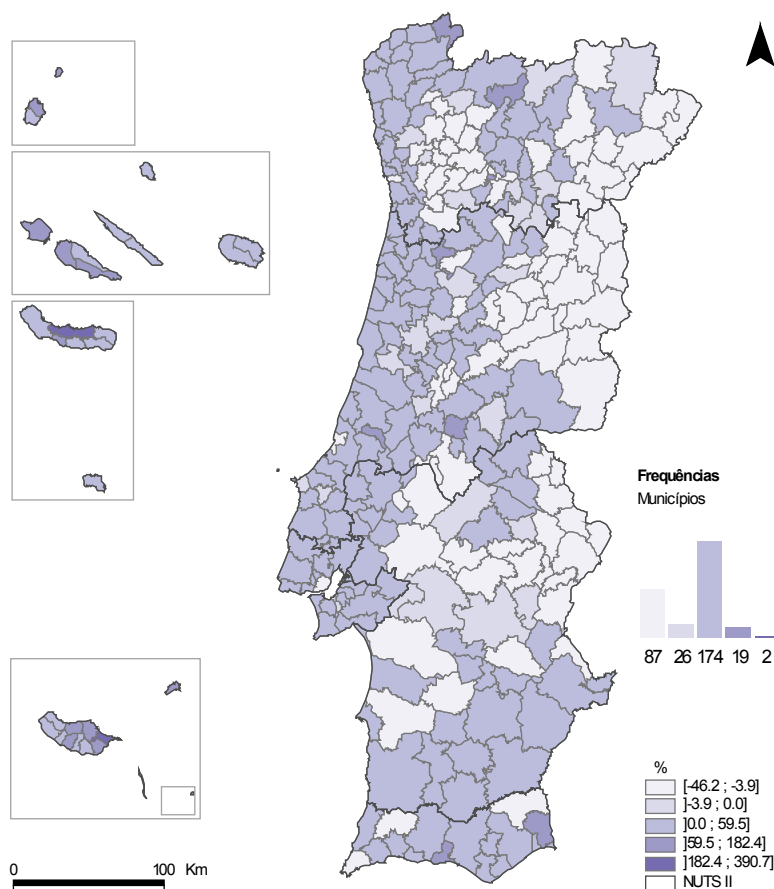 Frequências
Municípios
87 26 174 19 2
%
[-46.2 ; -3.9]
]-3.9 ; 0.0]
]0.0 ; 59.5]
]59.5 ; 182.4]
]182.4 ; 390.7]
NUTS II
0 100 Km